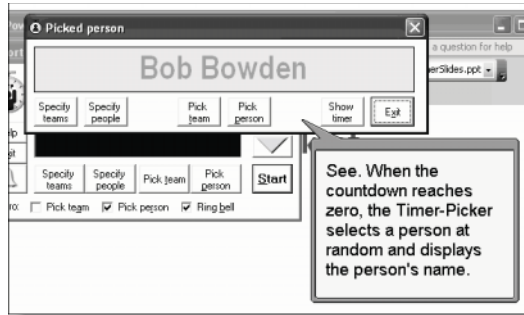 Picked person
a question for help
erSlides.ppt
Bob Bowden
Specify teams
Specify people
Pick team
Pick person
Show timer
Exit
Specify teams
Specify people
Pick team
Pick person
Start
Pick team
Pick person
Ring bell
See. When the
countdown reaches
zero, the Timer-Picker
selects a person at
random and displays
the person's name.